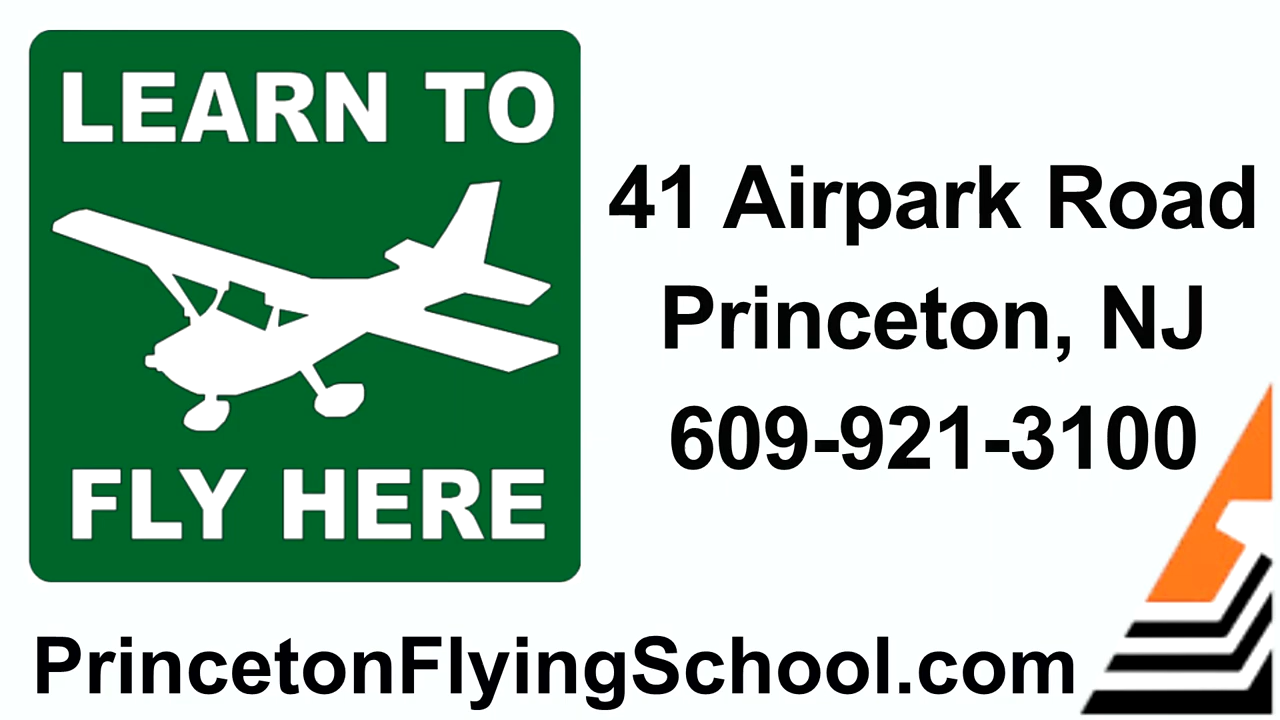 LEARN TO
FLY HERE
41 Airpark Road
Princeton, NJ
609-921-3100
PrincetonFlyingSchool.com